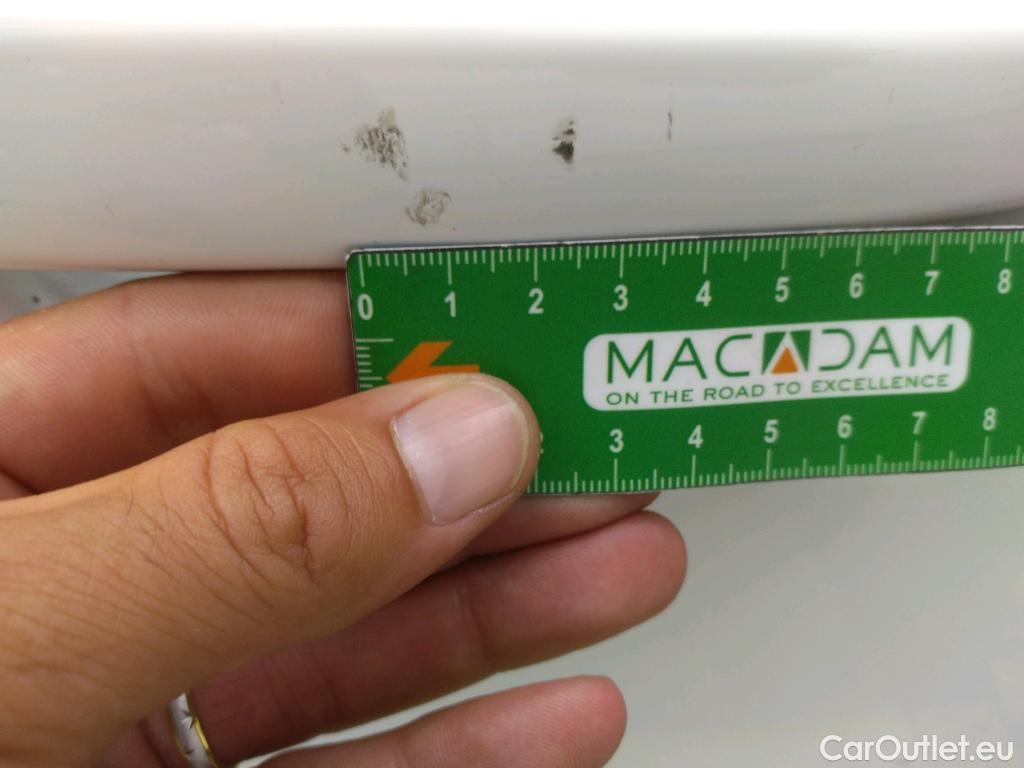 0 1 2 3 4 5 6 7 8
MACADAM
ON THE ROAD TO EXCELLENCE
3 4 5 6 7 8
CarOutlet.eu